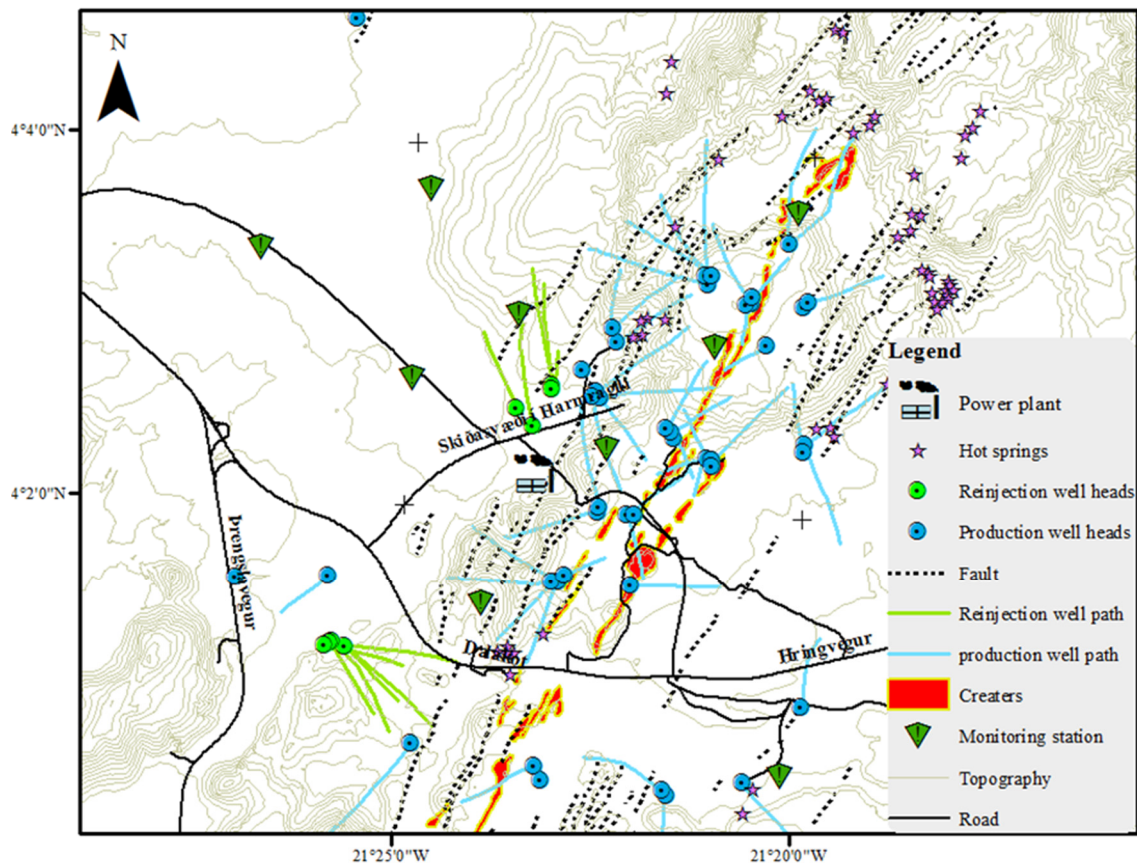 N
4°4'0"N
4°2'0"N
Skíðasvæði í Hamragili
Þrengslavegur
Dalakot
Hringvegur
21°25'0"W
21°20'0"W
Legend
Power plant
Hot springs
Reinjection well heads
Production well heads
Fault
Reinjection well path
production well path
Creaters
Monitoring station
Topography
Road